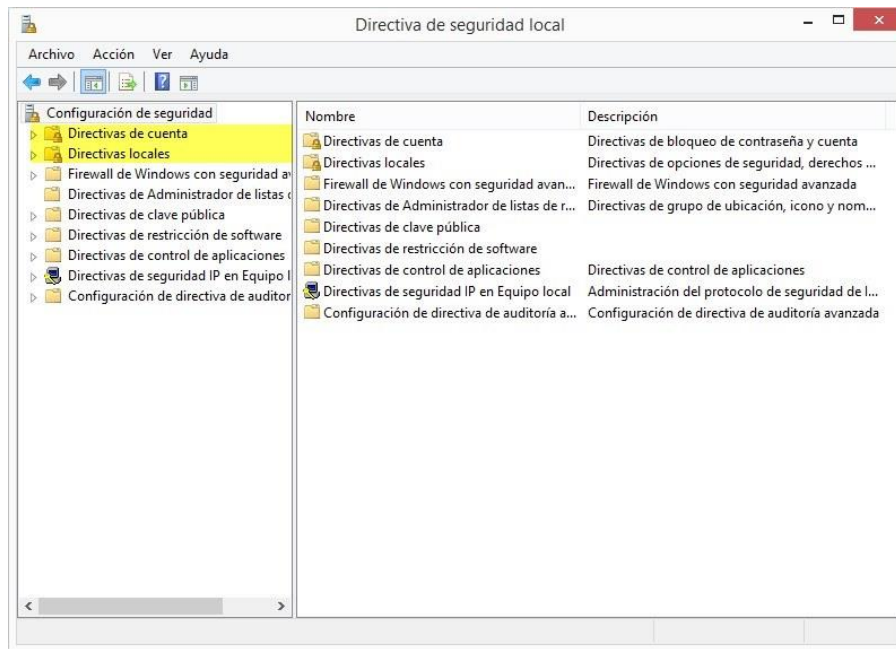 Directiva de seguridad local
Archivo Acción Ver Ayuda
Configuración de seguridad
Directivas de cuenta
Directivas locales
Firewall de Windows con seguridad av
Directivas de Administrador de listas
Directivas de clave pública
Directivas de restricción de software
Directivas de control de aplicaciones
Directivas de seguridad IP en Equipo l
Configuración de directiva de auditor
Nombre Descripción
Directivas de cuenta Directivas de bloqueo de contraseña y cuenta
Directivas locales Directivas de opciones de seguridad, derechos ...
Firewall de Windows con seguridad avan... Firewall de Windows con seguridad avanzada
Directivas de Administrador de listas de r... Directivas de grupo de ubicación, icono y nom...
Directivas de clave pública
Directivas de restricción de software
Directivas de control de aplicaciones Directivas de control de aplicaciones
Directivas de seguridad IP en Equipo local Administración del protocolo de seguridad de l...
Configuración de directiva de auditoría a... Configuración de directiva de auditoría avanzada